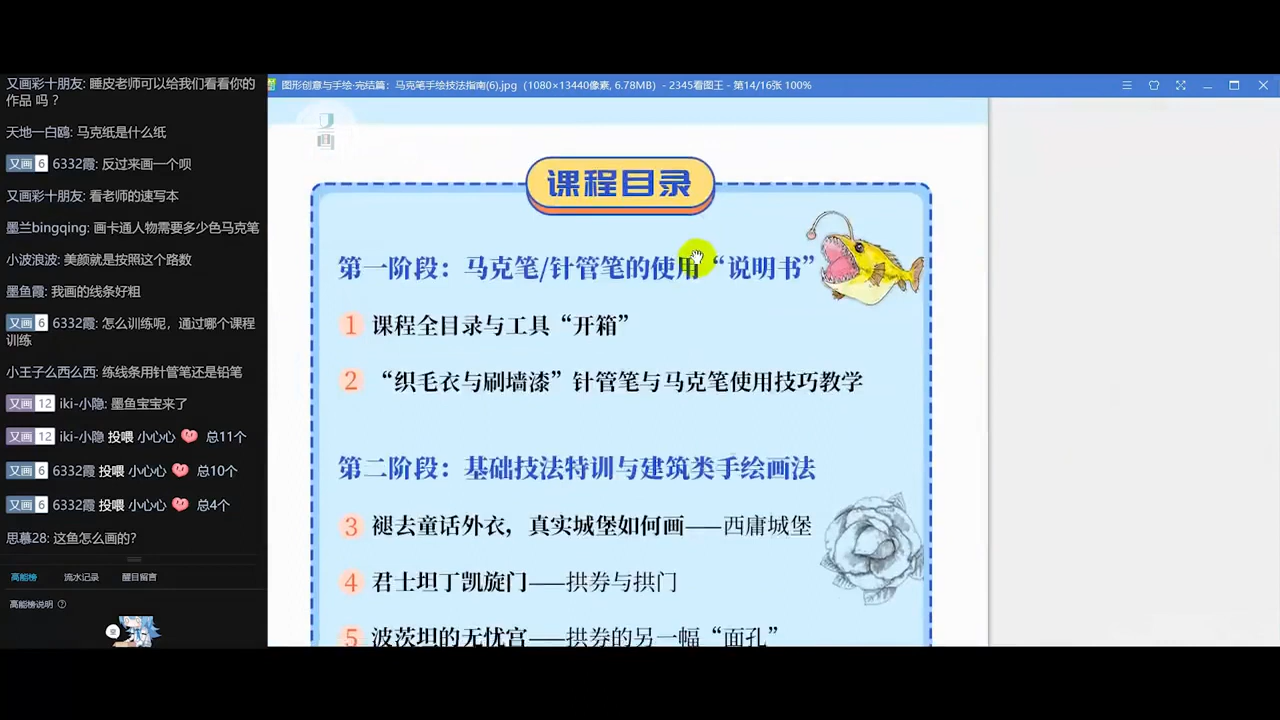 又画彩十朋友: 睡皮老师可以给我们看看你的
作品 吗 ?
天地一白鸥: 马克纸是什么纸
又画 6 6332霞: 反过来画一个呗
又画彩十朋友: 看老师的速写本
墨兰bingqing: 画卡通人物需要多少色马克笔
小波浪波: 美颜就是按照这个路数
墨鱼霞: 我画的线条好粗
又画 6 6332霞: 怎么训练呢，通过哪个课程
训练
小王子么西么西: 练线条用针管笔还是铅笔
又画 12 iki-小隐: 墨鱼宝宝来了
又画 12 iki-小隐 投喂 小心心 总11个
又画 6 6332霞 投喂 小心心 总10个
又画 6 6332霞 投喂 小心心 总4个
思慕28: 这鱼怎么画的?
高能榜 流水记录 醒目留言
高能榜说明 ?
图形创意与手绘·完结篇：马克笔手绘技法指南(6).jpg（1080×13440像素, 6.78MB）- 2345看图王 - 第14/16张 100%
画
课程目录
第一阶段：马克笔/针管笔的使用“说明书”
1 课程全目录与工具“开箱”
2 “织毛衣与刷墙漆”针管笔与马克笔使用技巧教学
第二阶段：基础技法特训与建筑类手绘画法
3 褪去童话外衣，真实城堡如何画——西庸城堡
4 君士坦丁凯旋门——拱券与拱门
5 波茨坦的无忧宫——拱券的另一幅“面孔”